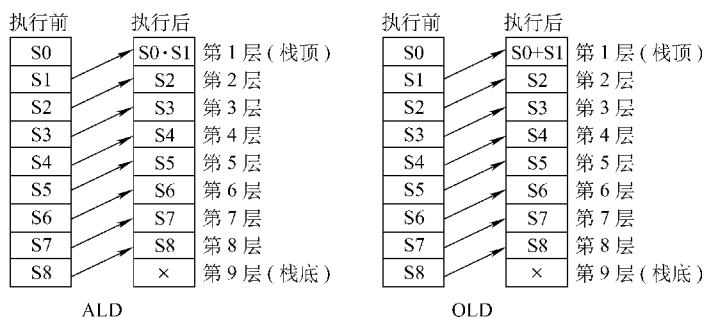 执行前 执行后 执行前 执行后
S0 S0·S1 第1层(栈顶) S0 S0+S1 第1层(栈顶)
S1 S2 第2层 S1 S2 第2层
S2 S3 第3层 S2 S3 第3层
S3 S4 第4层 S3 S4 第4层
S4 S5 第5层 S4 S5 第5层
S5 S6 第6层 S5 S6 第6层
S6 S7 第7层 S6 S7 第7层
S7 S8 第8层 S7 S8 第8层
S8 × 第9层(栈底) S8 × 第9层(栈底)
ALD OLD